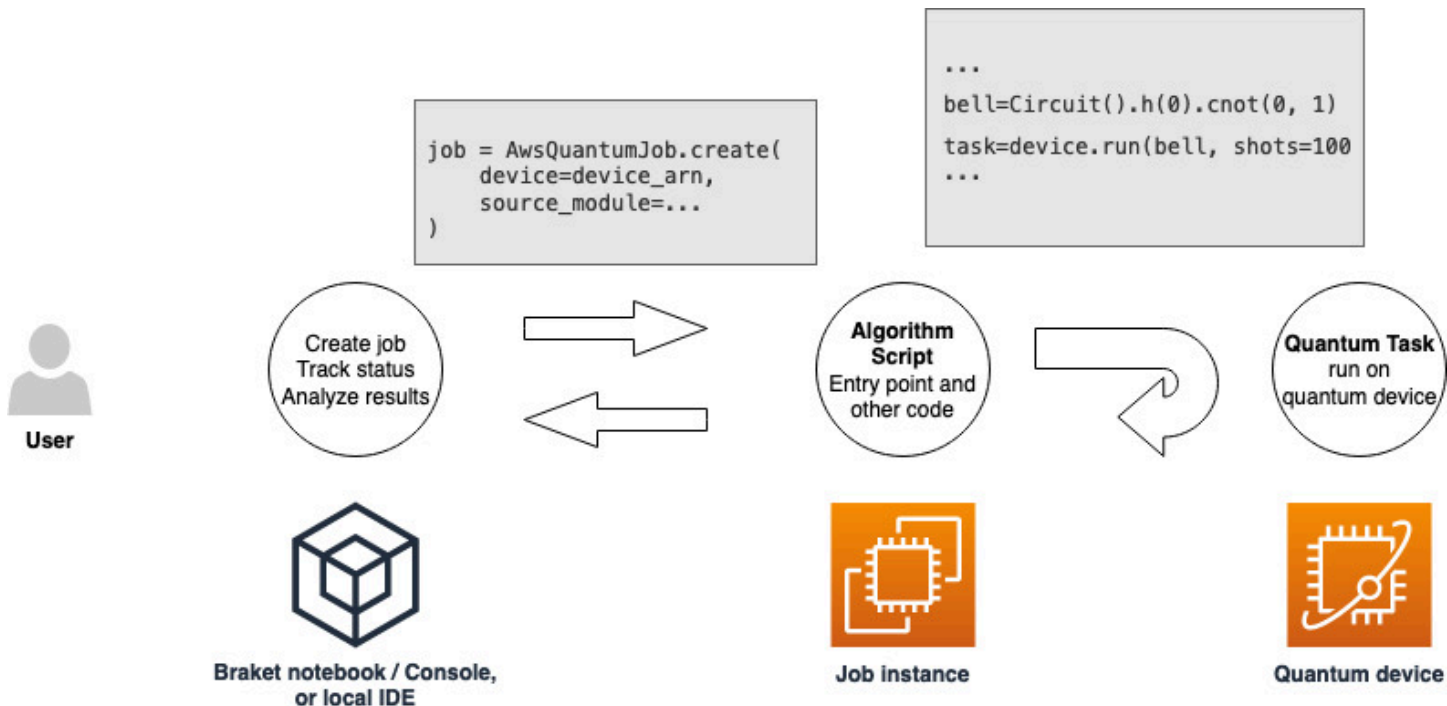 ...
bell=Circuit().h(0).cnot(0, 1)
task=device.run(bell, shots=100
...
job = AwsQuantumJob.create(
    device=device_arn,
    source_module=...
)
User
Create job
Track status
Analyze results
Algorithm
Script
Entry point and
other code
Quantum Task
run on
quantum device
Braket notebook / Console,
or local IDE
Job instance
Quantum device